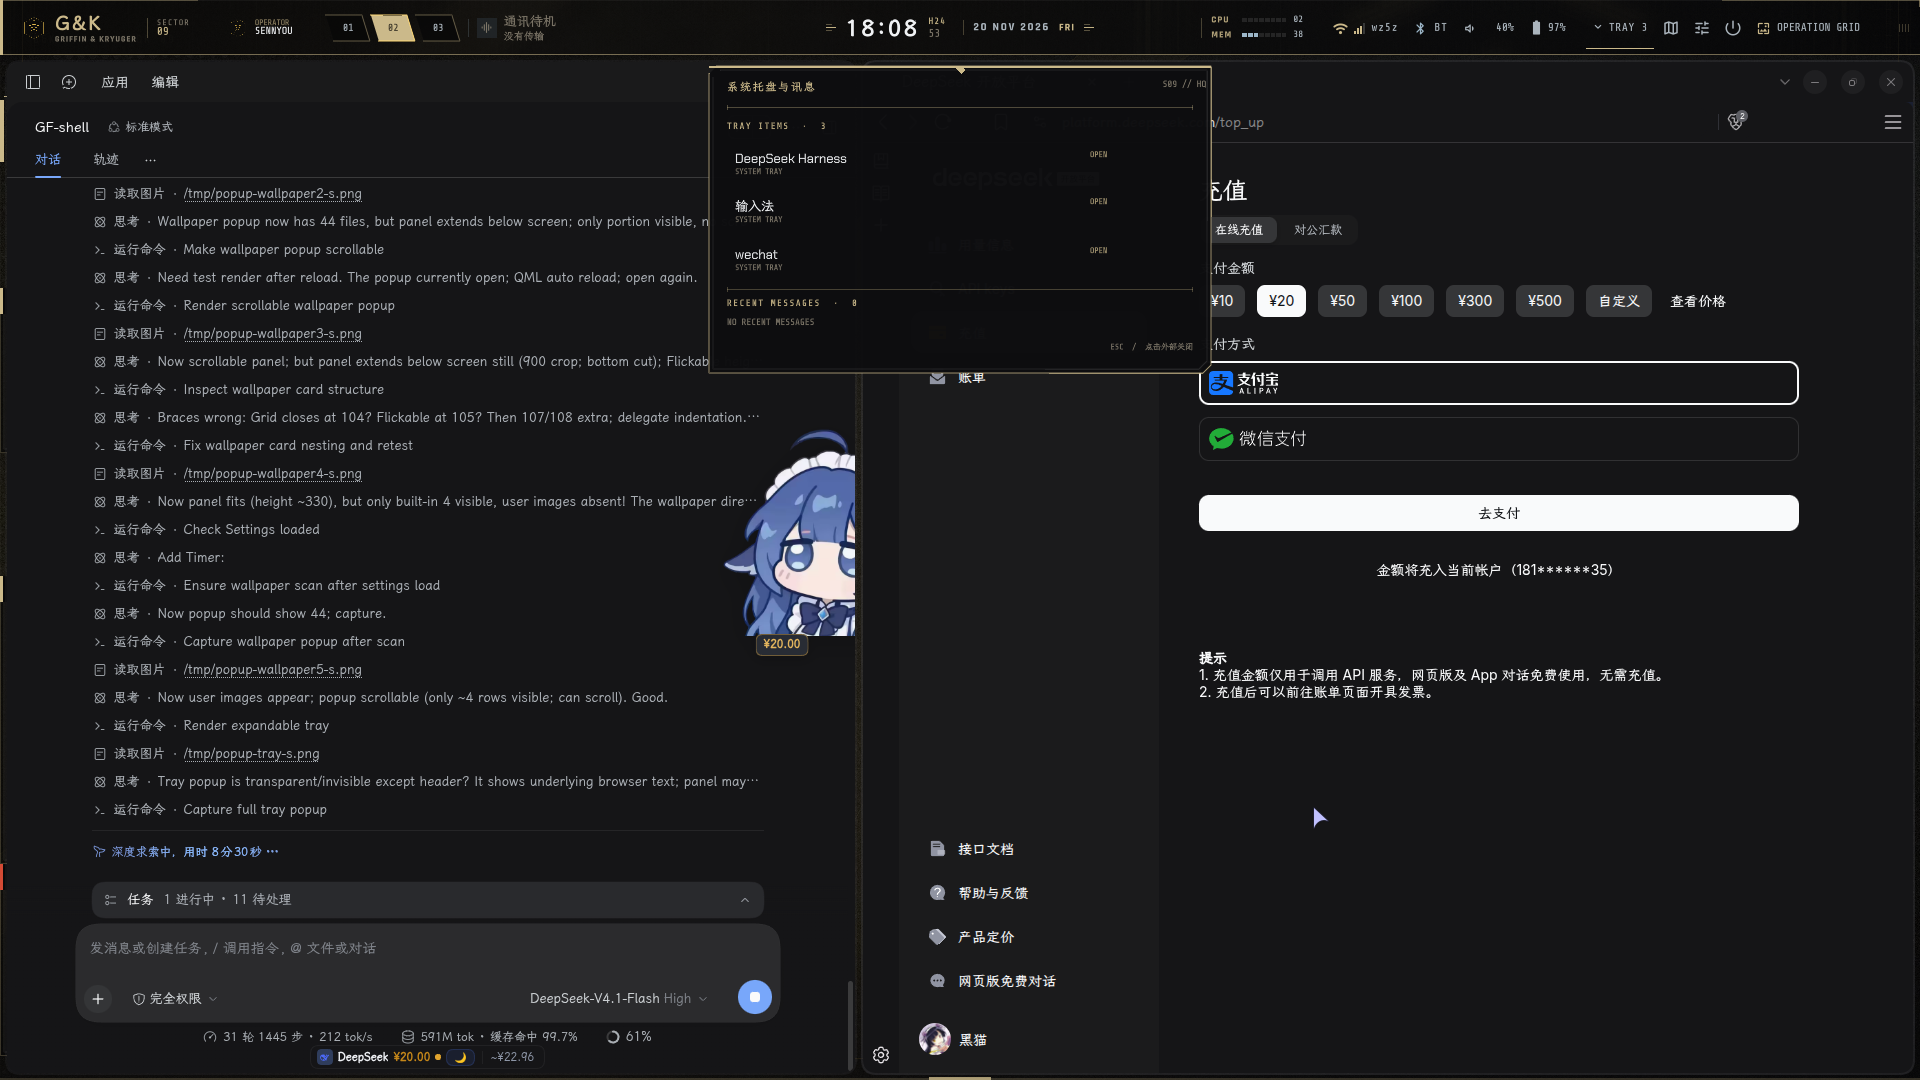 G&K
GRIFFIN & KRYUGER
SECTOR
09
OPERATOR
SENNYOU
01
02
03
通讯待机
没有传输
18:08
H24
53
20 NOV 2026 FRI
CPU 02
MEM 38
wz5z
BT
40%
97%
TRAY 3
OPERATION GRID
应用
编辑
GF-shell
标准模式
对话
轨迹
···
读取图片 · /tmp/popup-wallpaper2-s.png
思考 · Wallpaper popup now has 44 files, but panel extends below screen; only portion visible, n
运行命令 · Make wallpaper popup scrollable
思考 · Need test render after reload. The popup currently open; QML auto reload; open again.
运行命令 · Render scrollable wallpaper popup
读取图片 · /tmp/popup-wallpaper3-s.png
思考 · Now scrollable panel; but panel extends below screen still (900 crop; bottom cut); Flickab
运行命令 · Inspect wallpaper card structure
思考 · Braces wrong: Grid closes at 104? Flickable at 105? Then 107/108 extra; delegate indentation.···
运行命令 · Fix wallpaper card nesting and retest
读取图片 · /tmp/popup-wallpaper4-s.png
思考 · Now panel fits (height ~330), but only built-in 4 visible, user images absent! The wallpaper dire···
运行命令 · Check Settings loaded
思考 · Add Timer:
运行命令 · Ensure wallpaper scan after settings load
思考 · Now popup should show 44; capture.
运行命令 · Capture wallpaper popup after scan
读取图片 · /tmp/popup-wallpaper5-s.png
思考 · Now user images appear; popup scrollable (only ~4 rows visible; can scroll). Good.
运行命令 · Render expandable tray
读取图片 · /tmp/popup-tray-s.png
思考 · Tray popup is transparent/invisible except header? It shows underlying browser text; panel may···
运行命令 · Capture full tray popup
深度求索中，用时 8分30秒 ···
任务 1 进行中 · 11 待处理
发消息或创建任务, / 调用指令, @ 文件或对话
完全权限
DeepSeek-V4.1-Flash High
31 轮 1445 步 · 212 tok/s
591M tok · 缓存命中 99.7%
61%
DeepSeek ¥20.00
~¥22.96
¥20.00
系统托盘与讯息
S09 // HQ
TRAY ITEMS · 3
DeepSeek Harness
SYSTEM TRAY
OPEN
输入法
SYSTEM TRAY
OPEN
wechat
SYSTEM TRAY
OPEN
RECENT MESSAGES · 0
NO RECENT MESSAGES
ESC / 点击外部关闭
deepseek
/top_up
2
账单
接口文档
帮助与反馈
产品定价
网页版免费对话
黑猫
充值
在线充值
对公汇款
付金额
¥10
¥20
¥50
¥100
¥300
¥500
自定义
查看价格
付方式
支付宝
ALIPAY
微信支付
去支付
金额将充入当前帐户（181******35）
提示
1. 充值金额仅用于调用 API 服务，网页版及 App 对话免费使用，无需充值。
2. 充值后可以前往账单页面开具发票。